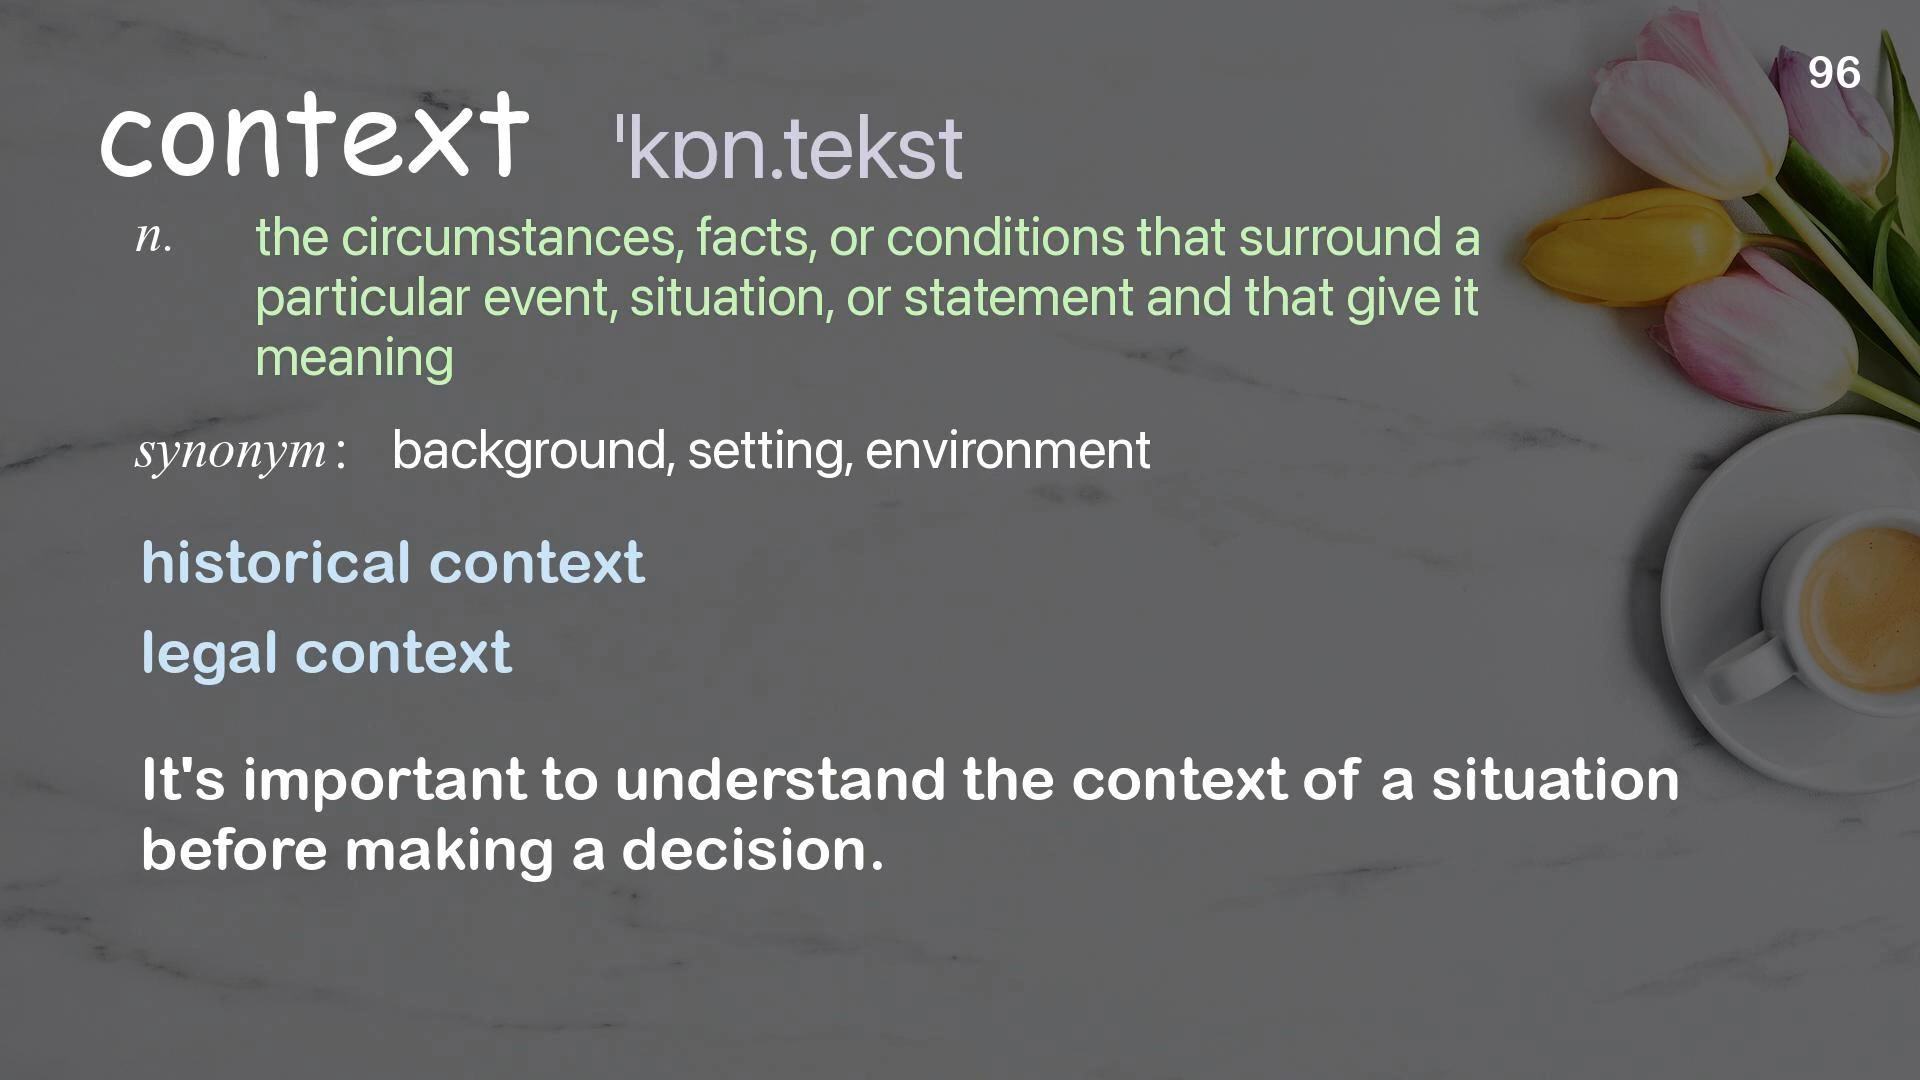 96
context ˈkɒn.tekst
n. the circumstances, facts, or conditions that surround a
particular event, situation, or statement and that give it
meaning
synonym: background, setting, environment
historical context
legal context
It's important to understand the context of a situation
before making a decision.